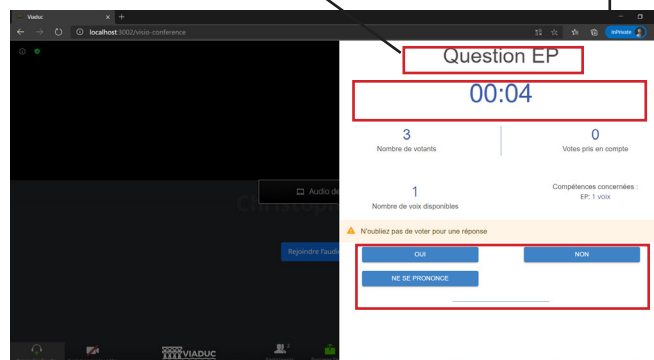 Viaduc
localhost:3002/visio-conference
InPrivate
Question EP
00:04
3
Nombre de votants
0
Votes pris en compte
1
Nombre de voix disponibles
Compétences concernées :
EP: 1 voix
Audio de
Christoph
N'oubliez pas de voter pour une réponse
Rejoindre l'audio
OUI
NON
NE SE PRONONCE
VIADUC
2